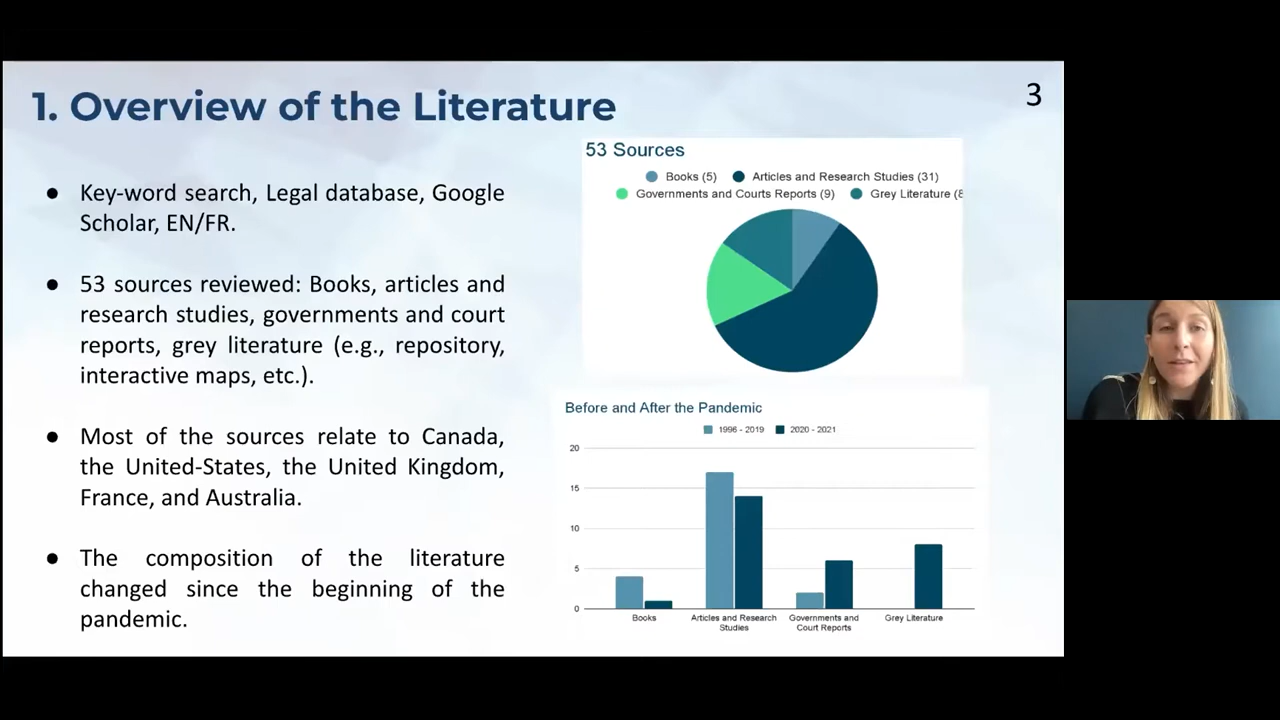 1. Overview of the Literature
3
● Key-word search, Legal database, Google
Scholar, EN/FR.
● 53 sources reviewed: Books, articles and
research studies, governments and court
reports, grey literature (e.g., repository,
interactive maps, etc.).
● Most of the sources relate to Canada,
the United-States, the United Kingdom,
France, and Australia.
● The composition of the literature
changed since the beginning of the
pandemic.
53 Sources
Books (5) Articles and Research Studies (31)
Governments and Courts Reports (9) Grey Literature (8
Before and After the Pandemic
1996 - 2019 2020 - 2021
20
15
10
5
0
Books Articles and Research Governments and Grey Literature
Studies Court Reports